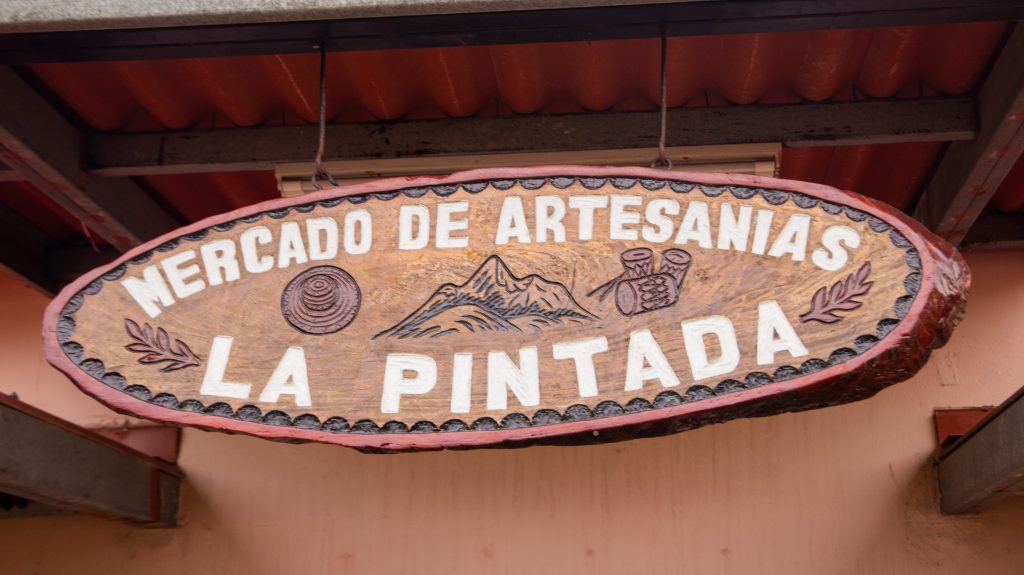 MERCADO DE ARTESANIAS
LA PINTADA